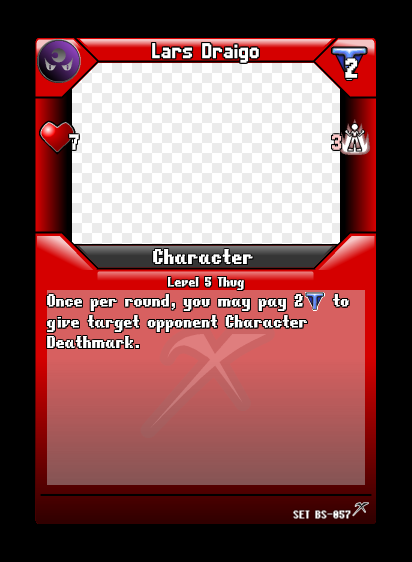 Lars Draigo
2
7
3
Character
Level 5 Thug
Once per round, you may pay 2 to
give target opponent Character
Deathmark.
SET BS-057